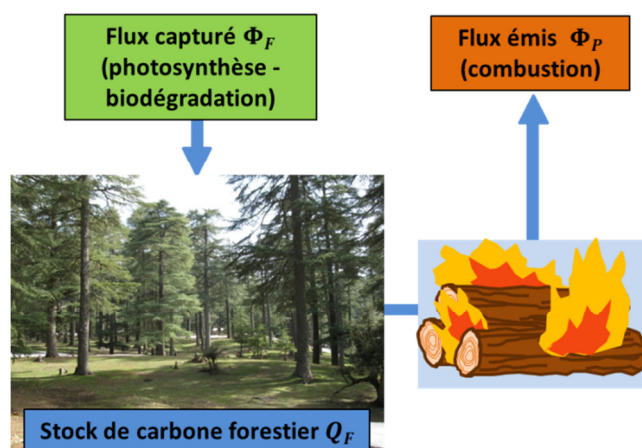 Flux capturé Φ_F
(photosynthèse -
biodégradation)
Flux émis Φ_P
(combustion)
Stock de carbone forestier Q_F